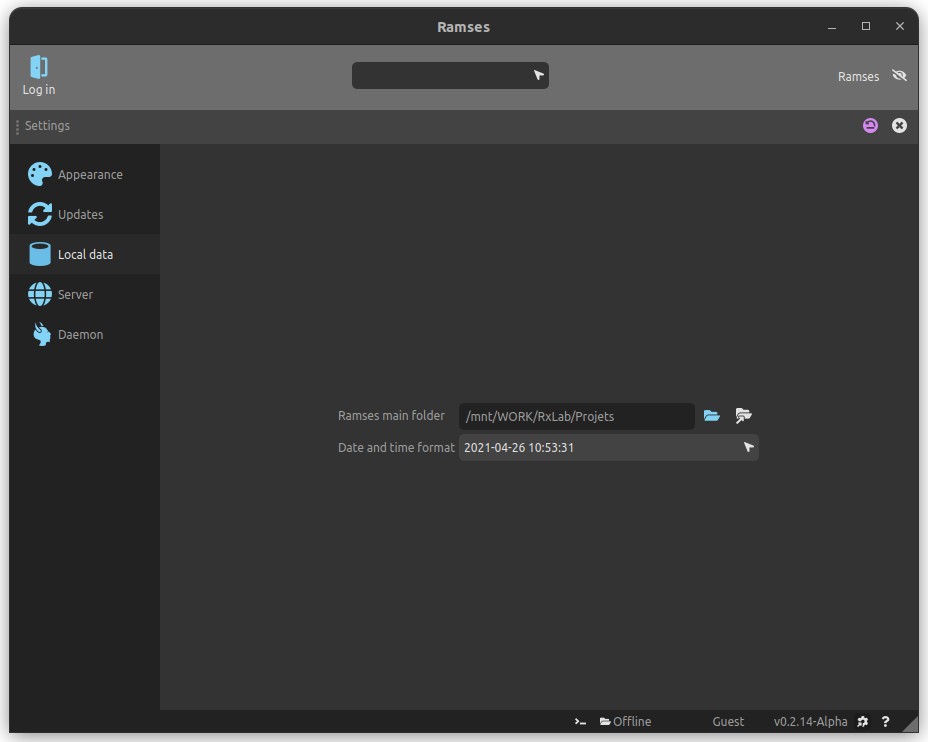 Ramses
Log in
Ramses
Settings
Appearance
Updates
Local data
Server
Daemon
Ramses main folder /mnt/WORK/RxLab/Projets
Date and time format 2021-04-26 10:53:31
Offline Guest v0.2.14-Alpha ?